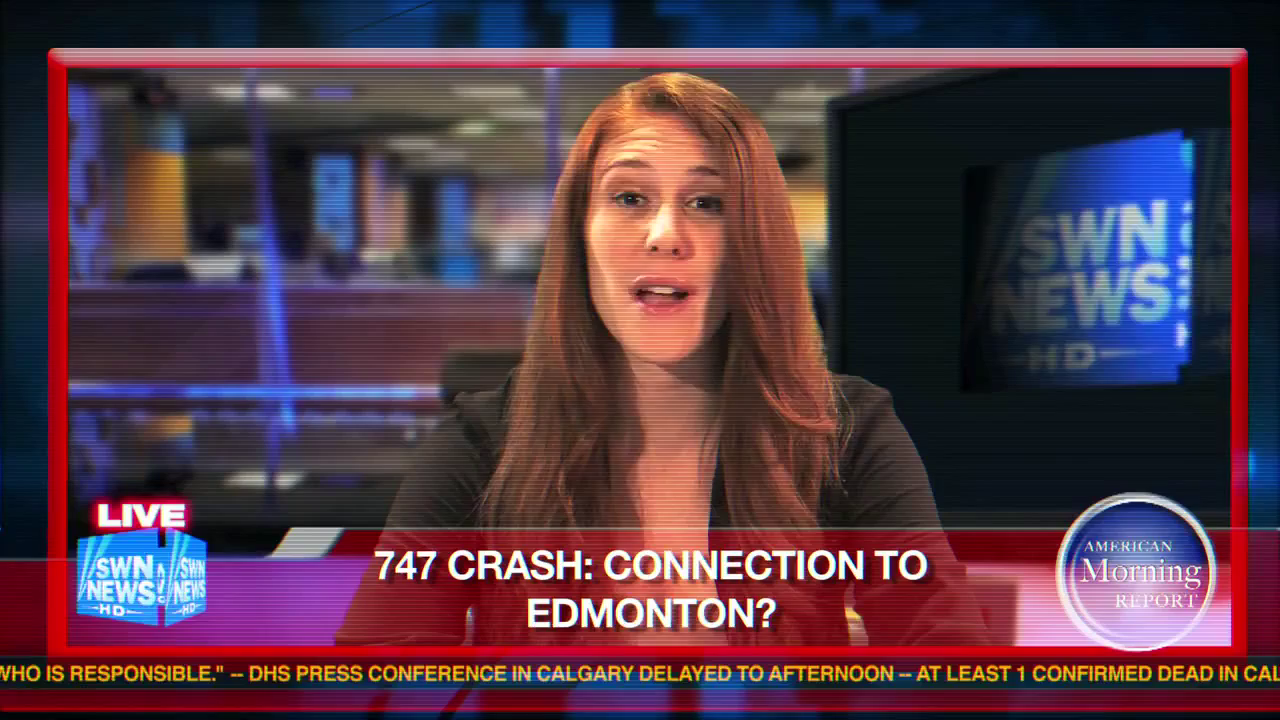 SWN
NEWS
HD
LIVE
SWN
NEWS
HD
SWN
NEWS
HD
747 CRASH: CONNECTION TO
EDMONTON?
AMERICAN
Morning
REPORT
WHO IS RESPONSIBLE." -- DHS PRESS CONFERENCE IN CALGARY DELAYED TO AFTERNOON -- AT LEAST 1 CONFIRMED DEAD IN CAL